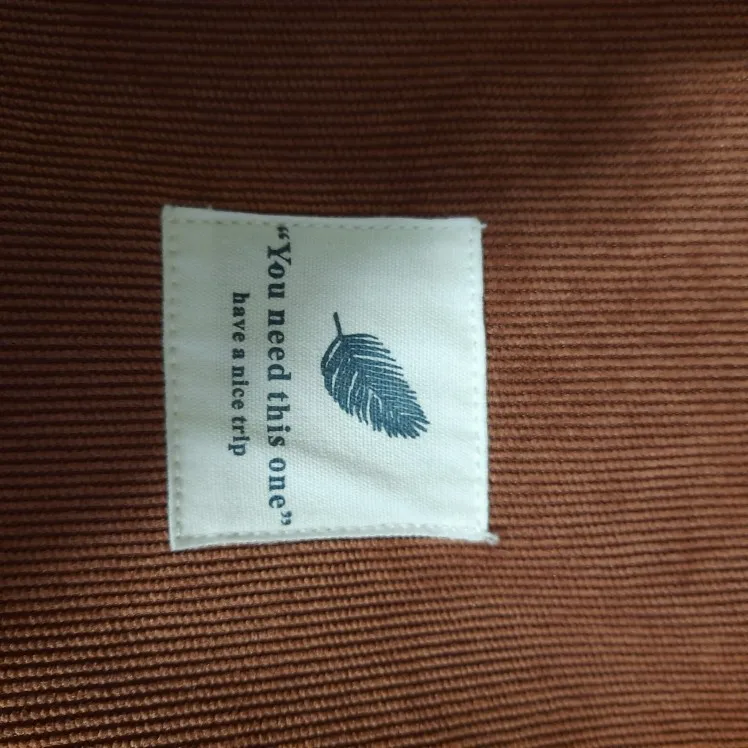 “You need this one”
have a nice trip